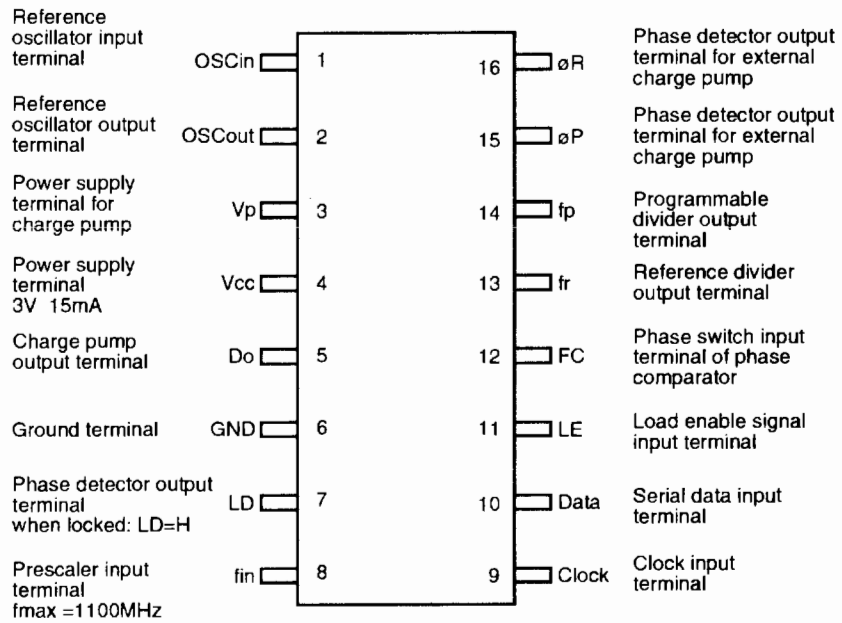 Reference
oscillator input
terminal
OSCin
1
16
øR
Phase detector output
terminal for external
charge pump
Reference
oscillator output
terminal
OSCout
2
15
øP
Phase detector output
terminal for external
charge pump
Power supply
terminal for
charge pump
Vp
3
14
fp
Programmable
divider output
terminal
Power supply
terminal
3V 15mA
Vcc
4
13
fr
Reference divider
output terminal
Charge pump
output terminal
Do
5
12
FC
Phase switch input
terminal of phase
comparator
Ground terminal
GND
6
11
LE
Load enable signal
input terminal
Phase detector output
terminal
when locked: LD=H
LD
7
10
Data
Serial data input
terminal
Prescaler input
terminal
fmax =1100MHz
fin
8
9
Clock
Clock input
terminal